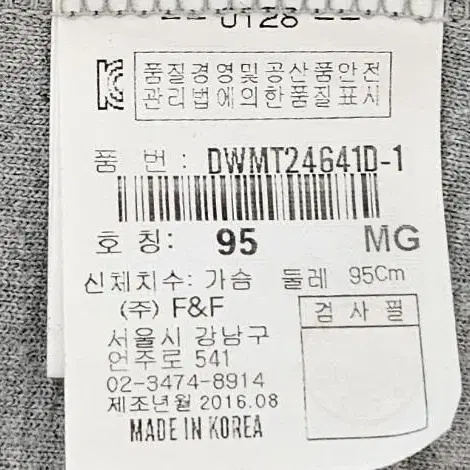 -- 0128 --
품질경영및공산품안전
관리법에의한품질표시
품 번 : DWMT24641D-1
호 칭: 95 MG
신체치수: 가슴 둘레 95Cm
(주) F&F
검 사 필
서울시 강남구
언주로 541
02-3474-8914
제조년월 2016.08
MADE IN KOREA